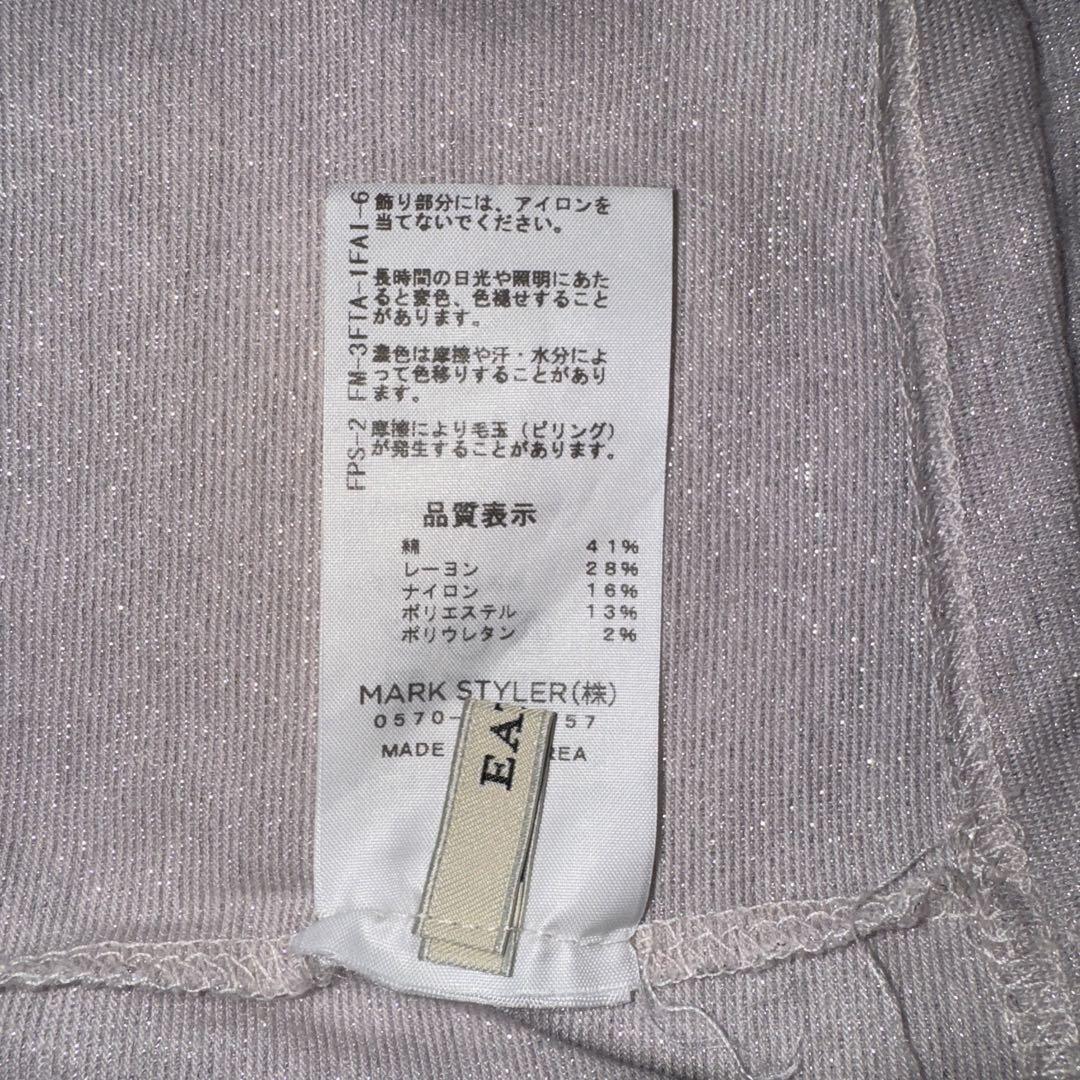 飾り部分には、アイロンを
当てないでください。
長時間の日光や照明にあた
ると変色、色褪せすること
があります。
濃色は摩擦や汗・水分によ
って色移りすることがあり
ます。
摩擦により毛玉（ピリング）
が発生することがあります。
FPS-2 FM-3FTA-1FAI-6
品質表示
綿 41%
レーヨン 28%
ナイロン 16%
ポリエステル 13%
ポリウレタン 2%
MARK STYLER(株)
0570- 57
MADE REA
EA